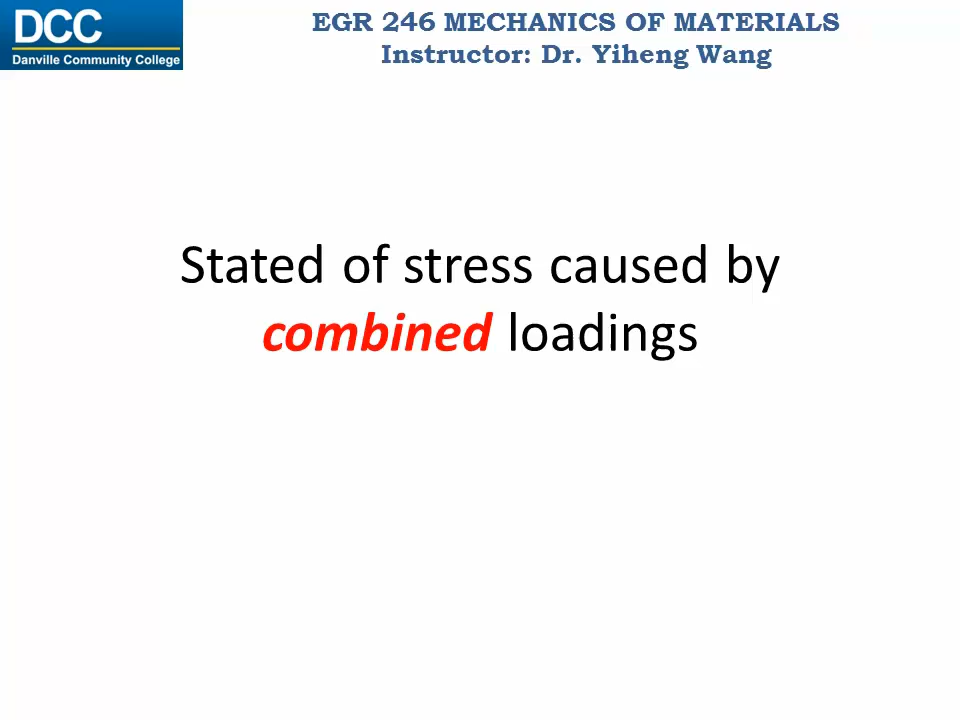 DCC
Danville Community College
EGR 246 MECHANICS OF MATERIALS
Instructor: Dr. Yiheng Wang
Stated of stress caused by
combined loadings